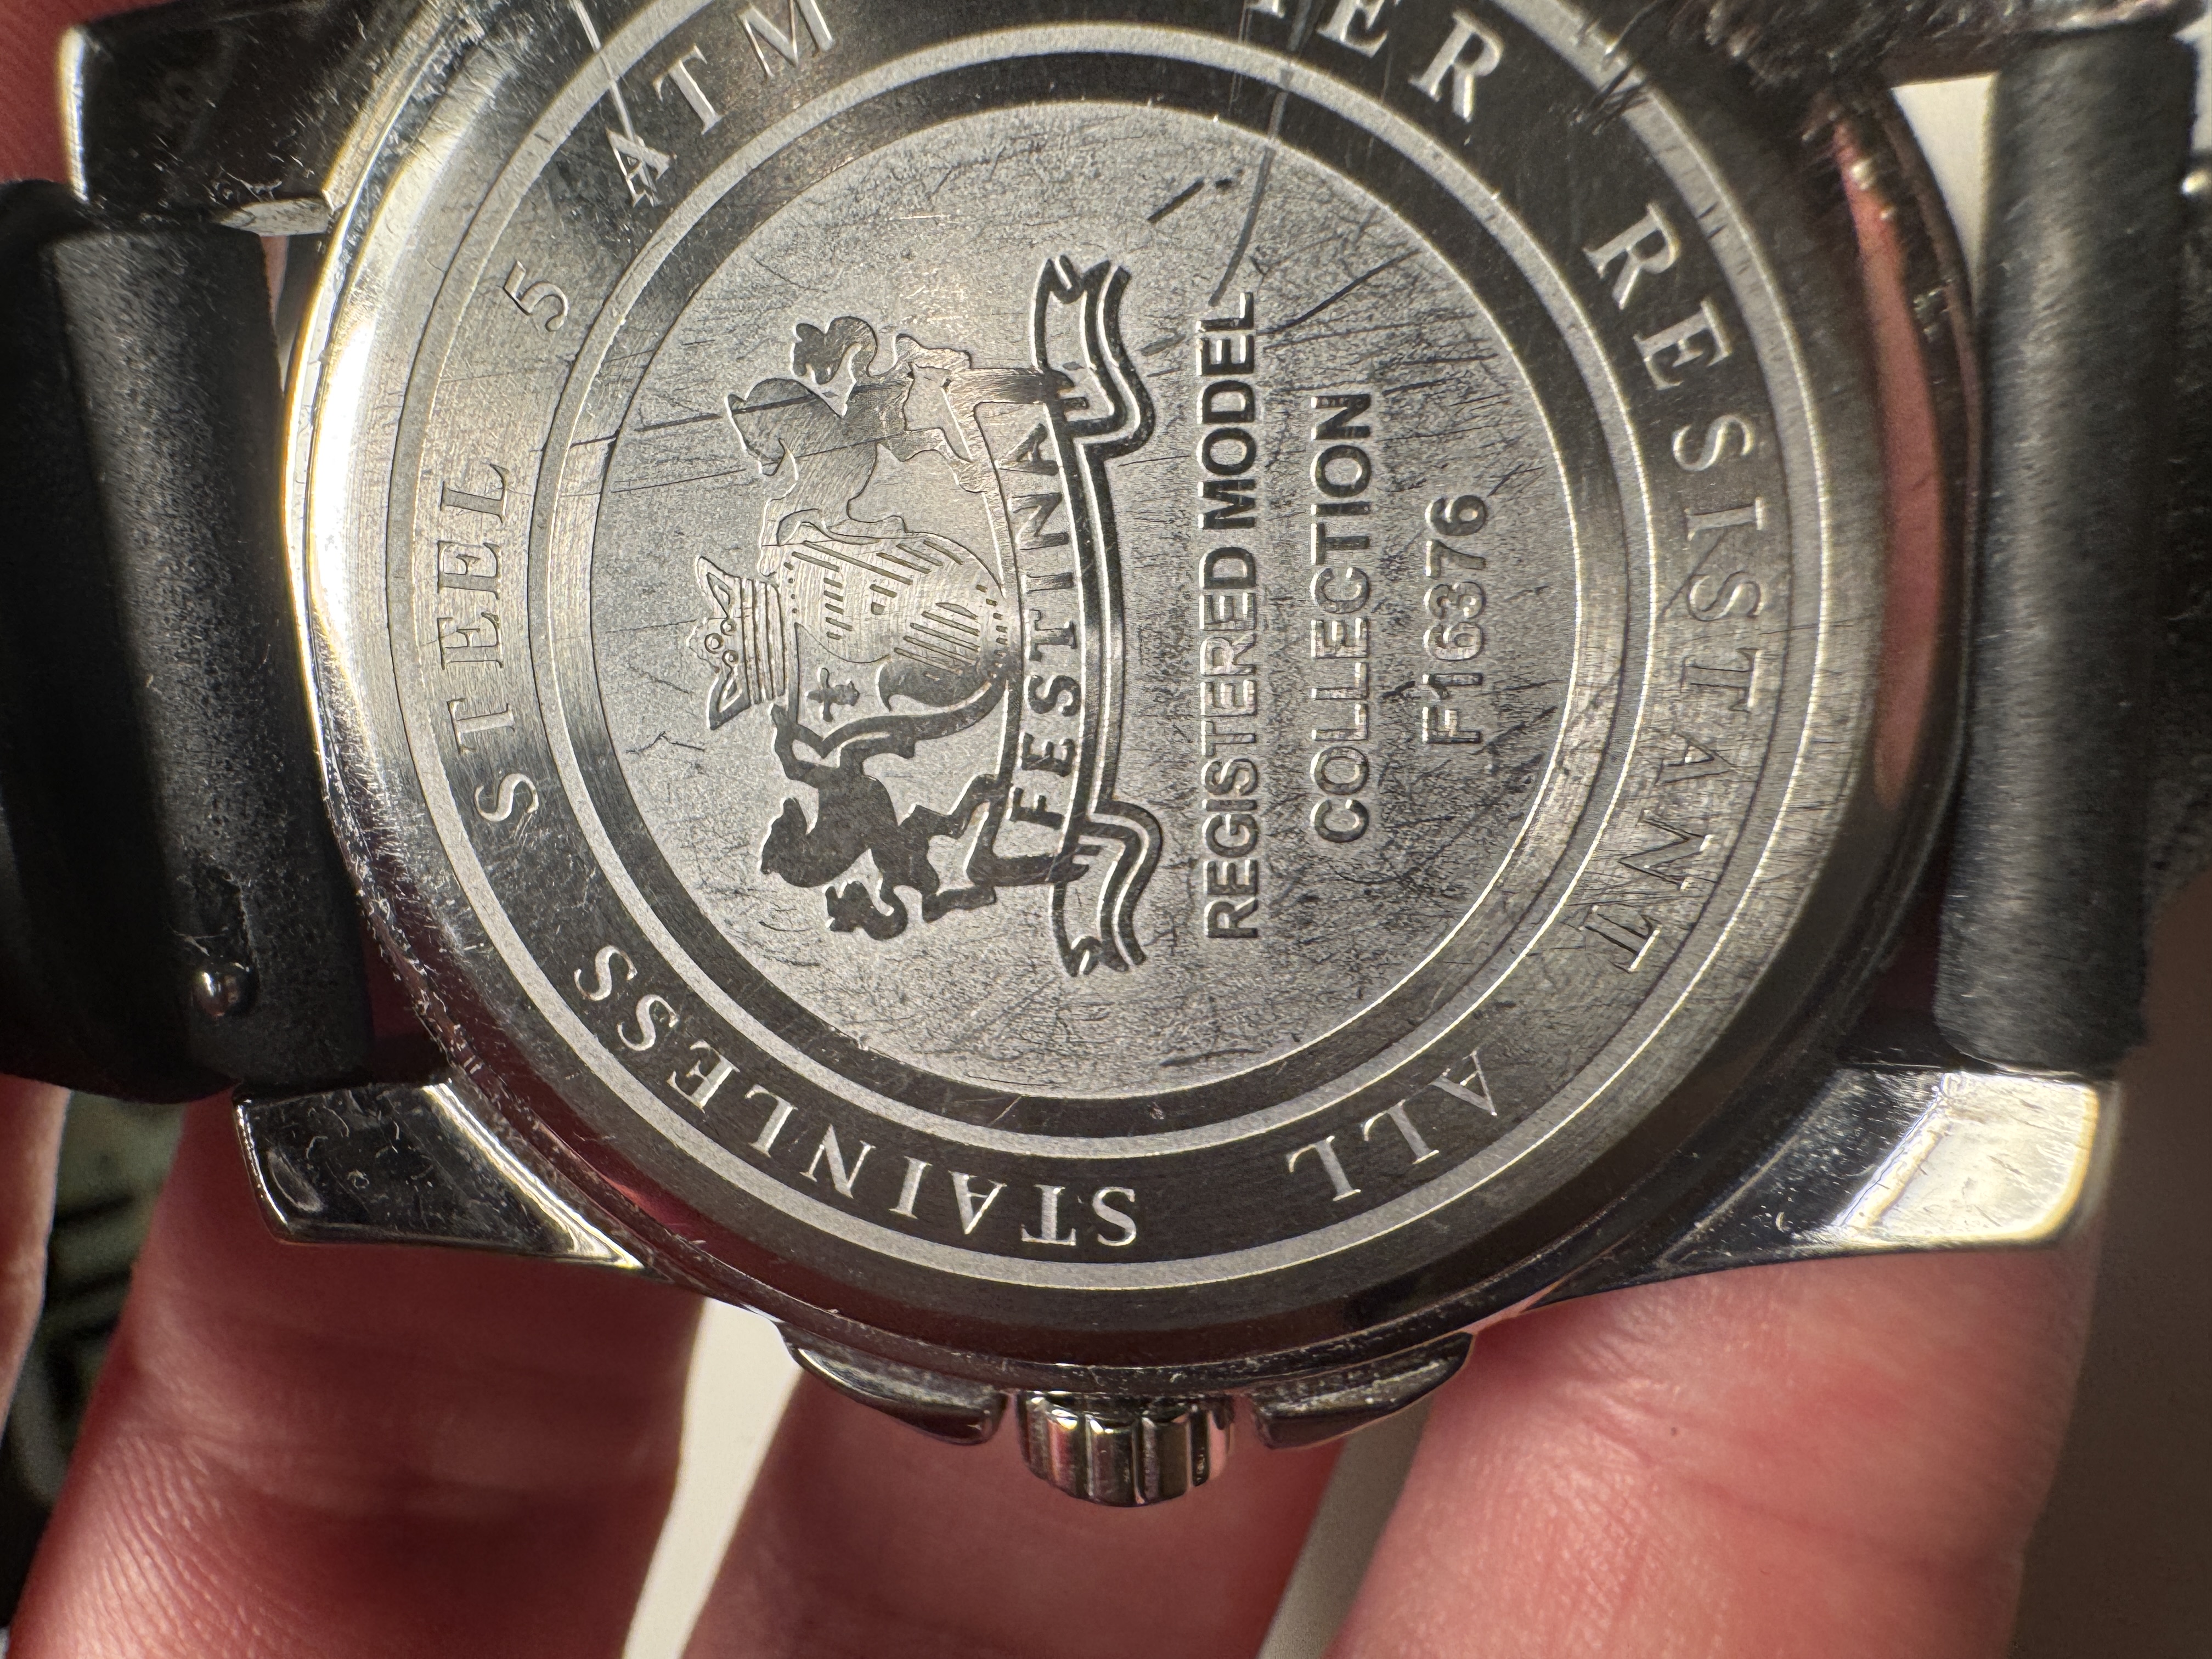 FESTINA
REGISTERED MODEL
COLLECTION
F16376
ALL STAINLESS STEEL 5 ATM
RESISTANT